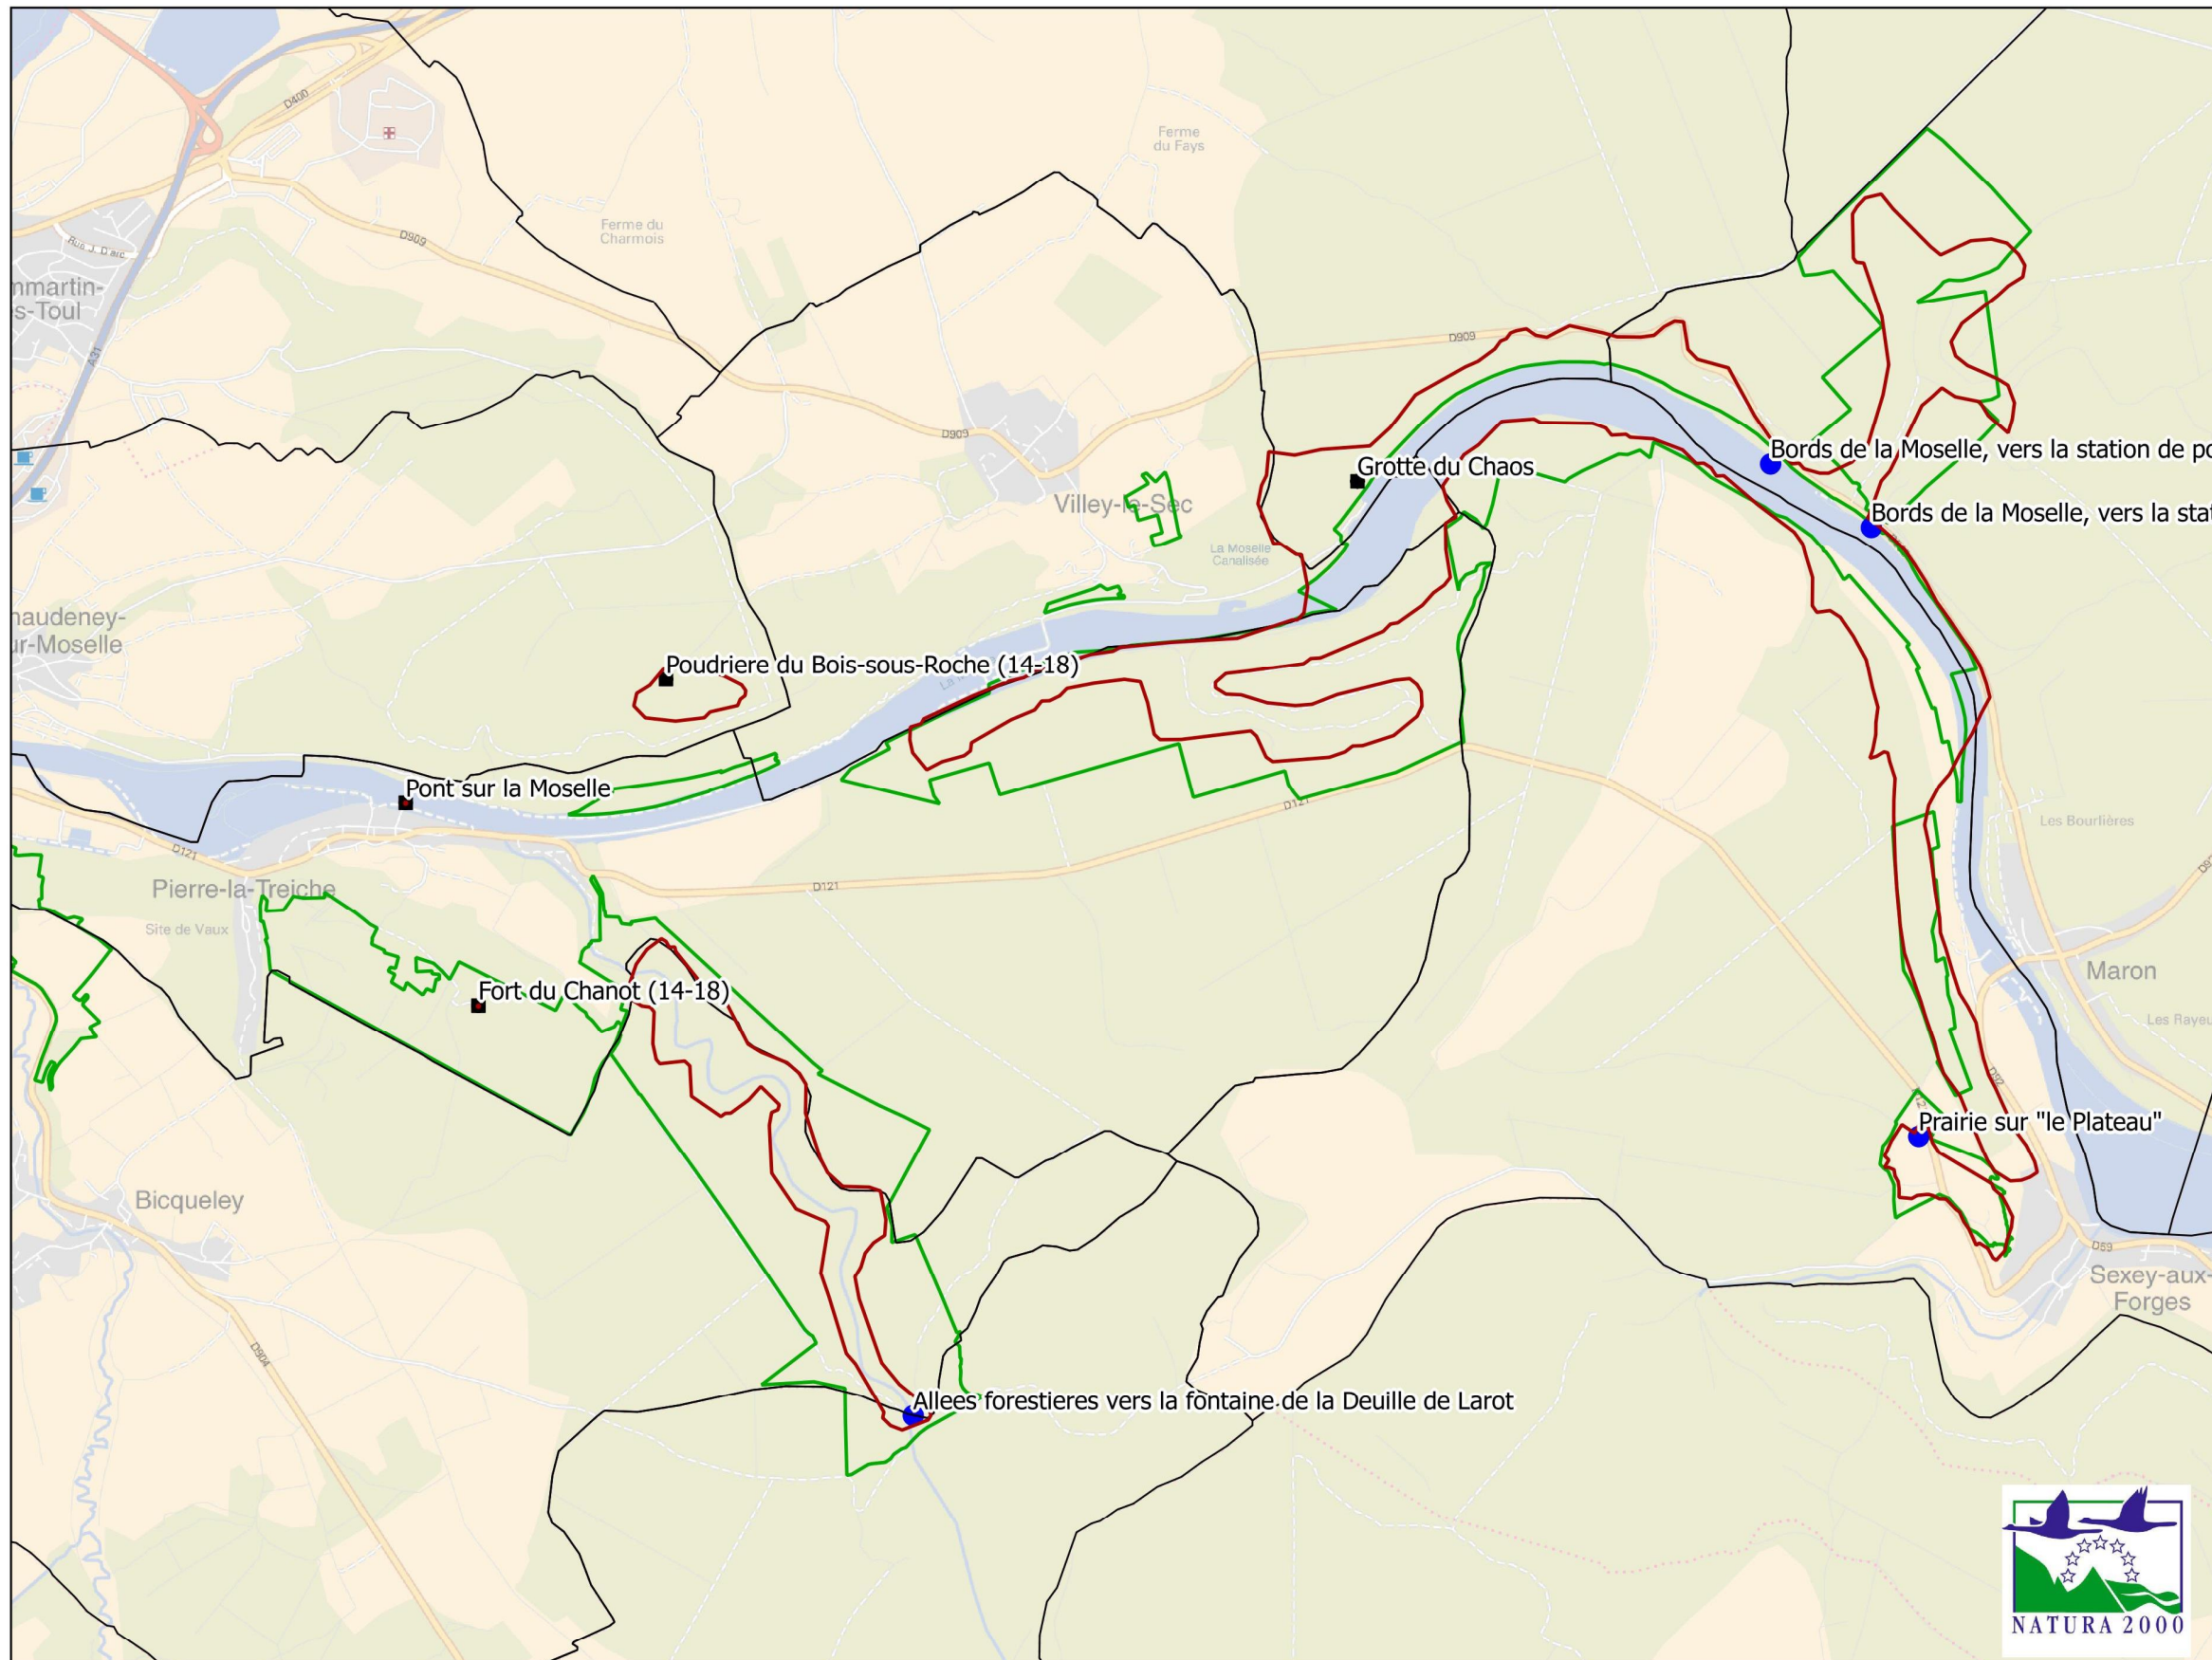 D400
Ferme
du Fays
Ferme du
Charmois
D909
Rue J. D'arc
mmartin-
s-Toul
A31
D909
D909
Bords de la Moselle, vers la station de po
Grotte du Chaos
Villey-le-Sec
Bords de la Moselle, vers la stat
La Moselle
Canalisée
haudeney-
ur-Moselle
Poudriere du Bois-sous-Roche (14-18)
Pont sur la Moselle
D121
Les Bourlières
D121
D121
Pierre-la-Treiche
Site de Vaux
Maron
Fort du Chanot (14-18)
Les Rayeu
D92
Prairie sur "le Plateau"
Bicqueley
D59
Sexey-aux-
Forges
D904
Allees forestieres vers la fontaine de la Deuille de Larot
NATURA 2000